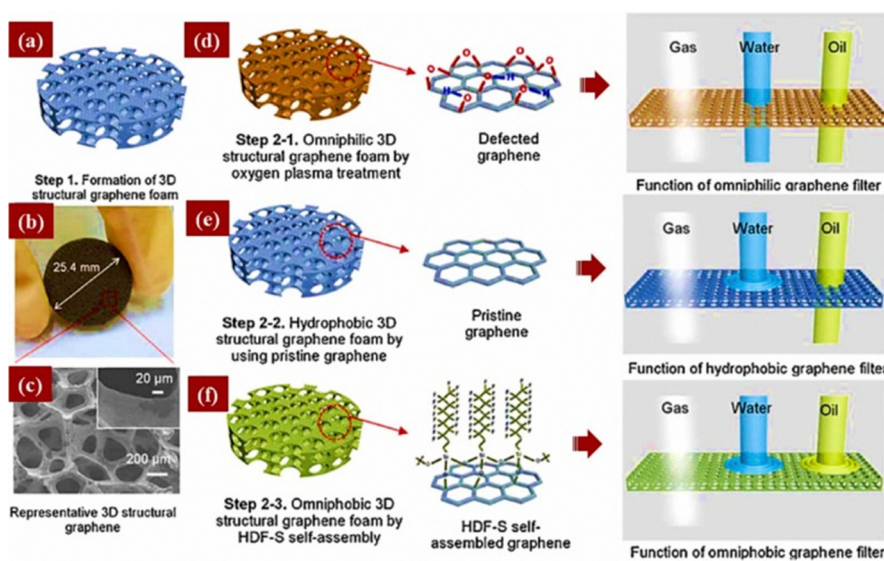 (a)
Step 1. Formation of 3D
structural graphene foam
(b)
25.4 mm
(c)
20 µm
200 µm
Representative 3D structural
graphene
(d)
Step 2-1. Omniphilic 3D
structural graphene foam by
oxygen plasma treatment
O O O O O O O
H H H
Defected
graphene
Gas Water Oil
Function of omniphilic graphene filter
(e)
Step 2-2. Hydrophobic 3D
structural graphene foam by
using pristine graphene
Pristine
graphene
Gas Water Oil
Function of hydrophobic graphene filter
(f)
Step 2-3. Omniphobic 3D
structural graphene foam by
HDF-S self-assembly
HDF-S self-
assembled graphene
Gas Water Oil
Function of omniphobic graphene filter